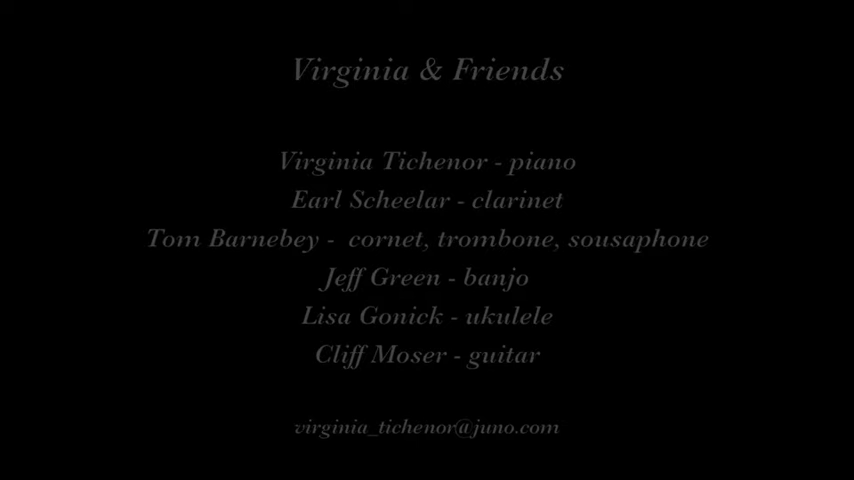 Virginia & Friends
Virginia Tichenor - piano
Earl Scheelar - clarinet
Tom Barnebey -  cornet, trombone, sousaphone
Jeff Green - banjo
Lisa Gonick - ukulele
Cliff Moser - guitar
virginia_tichenor@juno.com